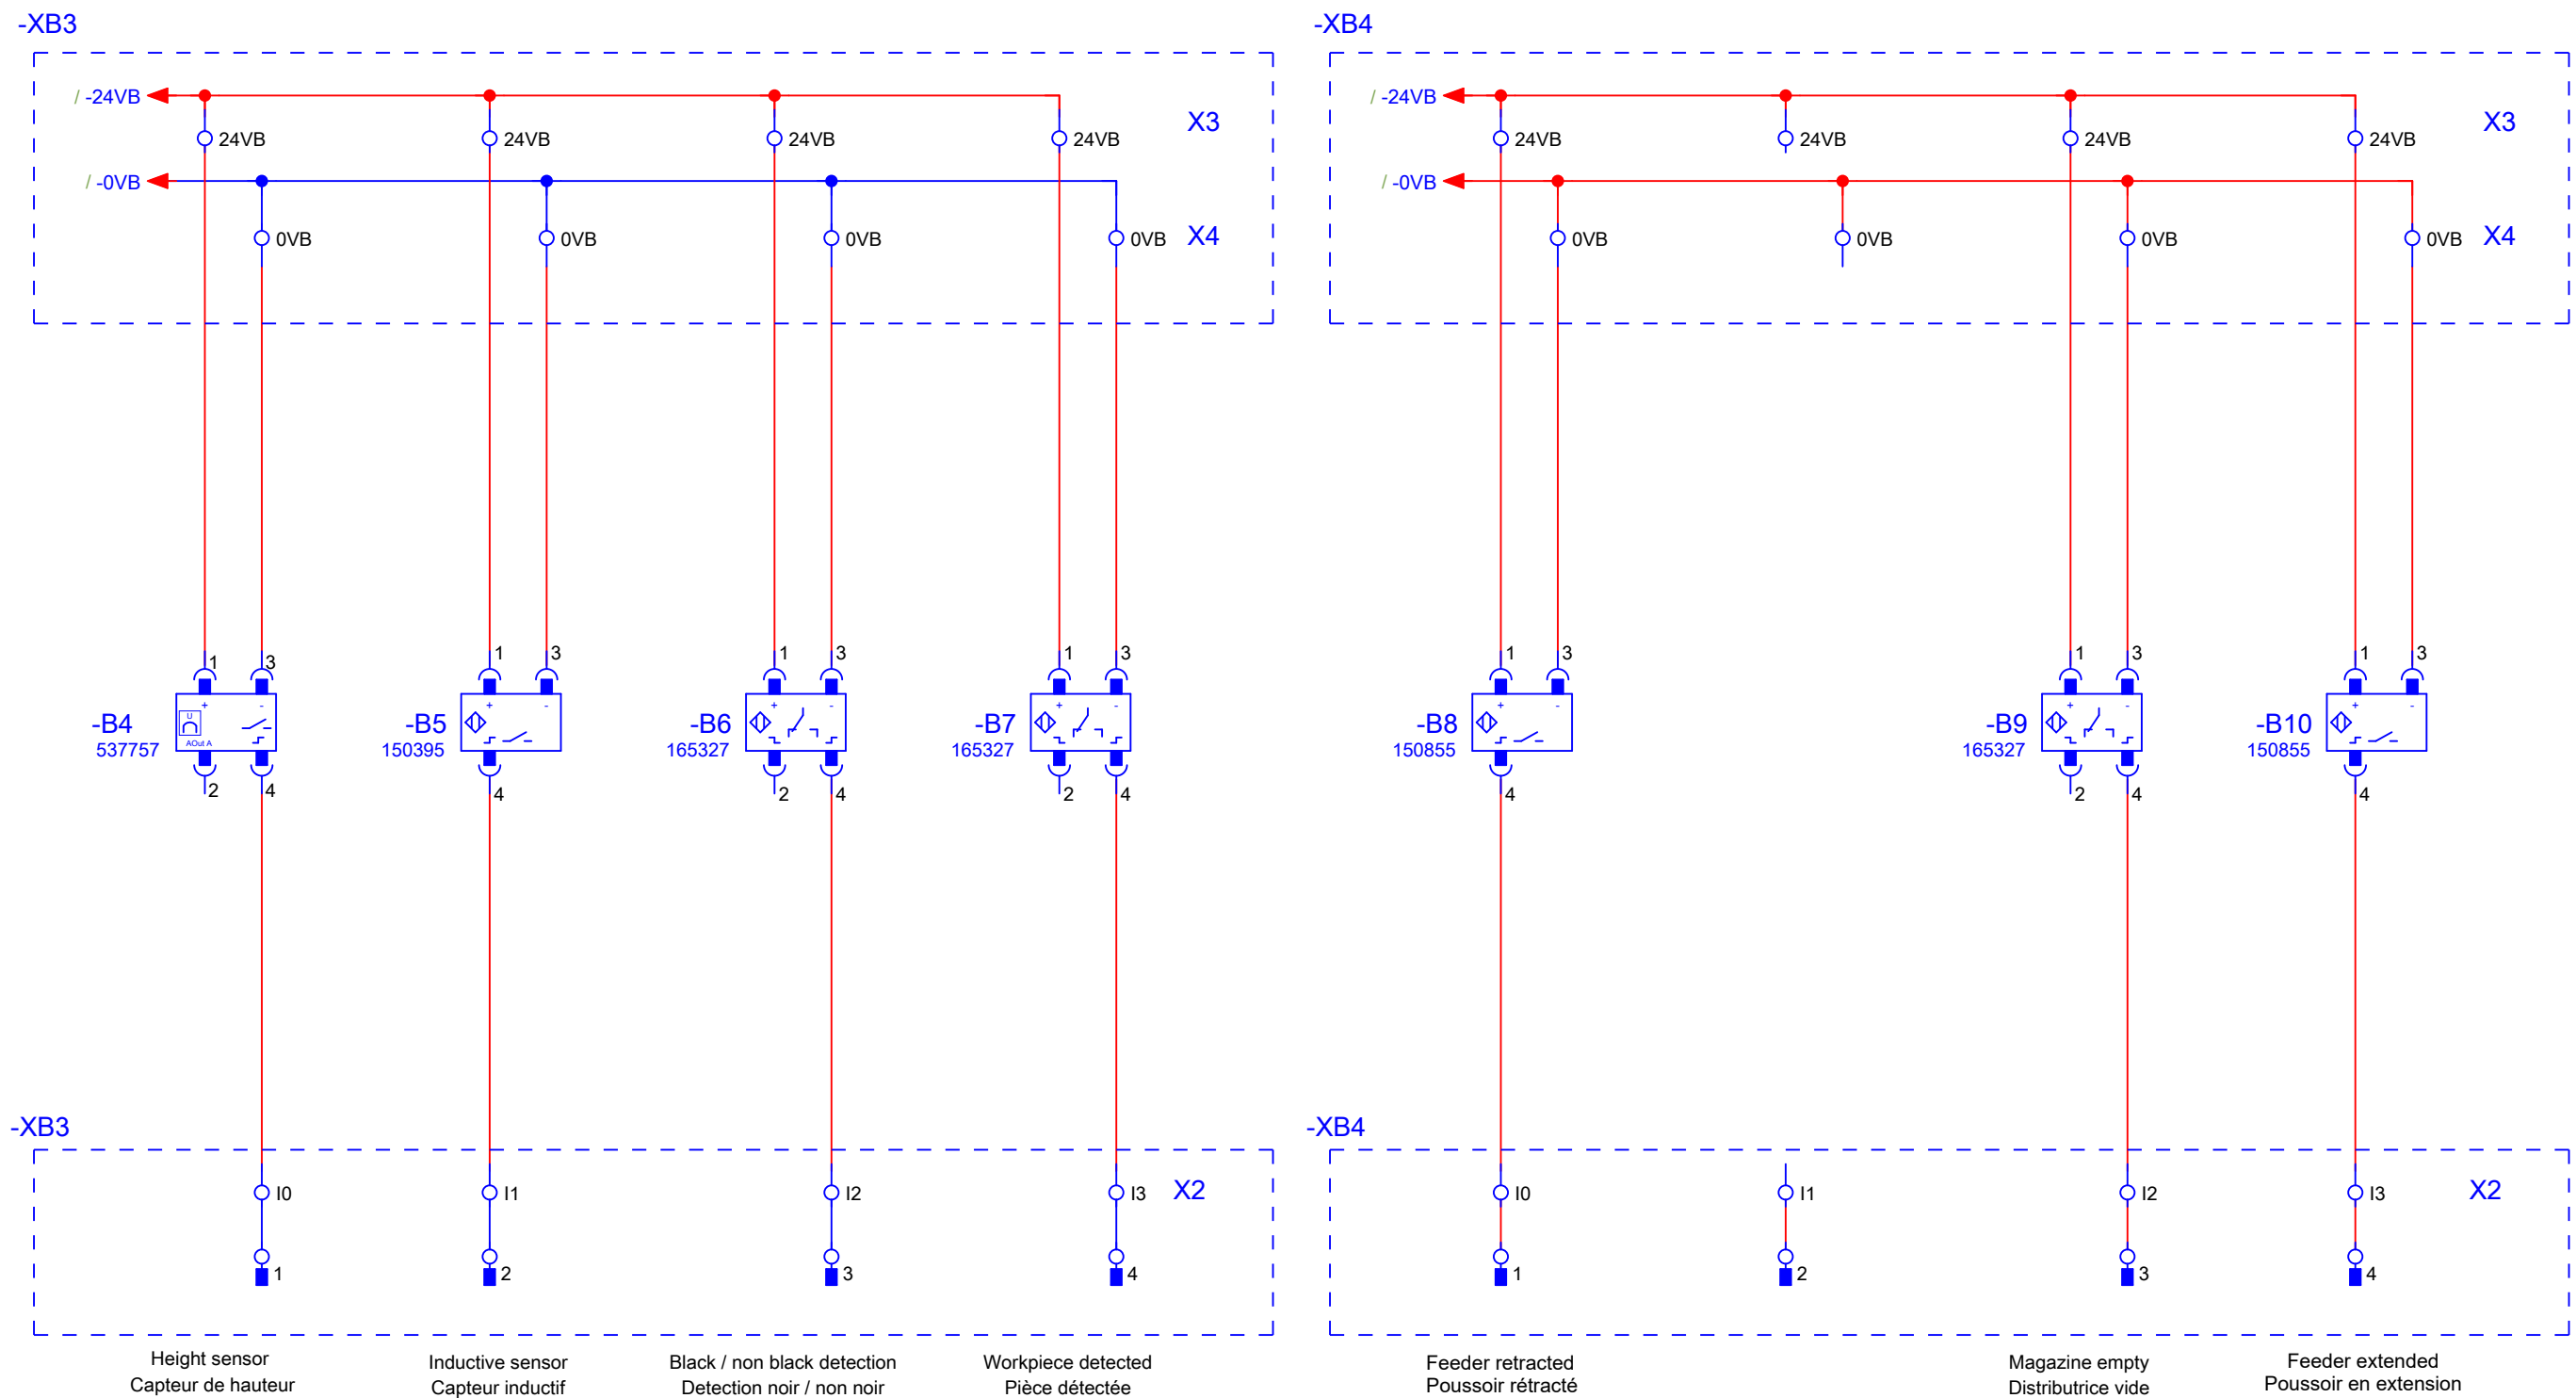 -XB3 -XB4
/ -24VB / -24VB
24VB 24VB 24VB 24VB X3 24VB 24VB 24VB 24VB X3
/ -0VB / -0VB
0VB 0VB 0VB 0VB X4 0VB 0VB 0VB 0VB X4
1 3 1 3 1 3 1 3 1 3 1 3 1 3
+ - + - + - + - + - + - + -
U
-B4 -B5 -B6 -B7 -B8 -B9 -B10
AOut A
537757 150395 165327 165327 150855 165327 150855
2 4 4 2 4 2 4 4 2 4 4
-XB3 -XB4
I0 I1 I2 I3 X2 I0 I1 I2 I3 X2
1 2 3 4 1 2 3 4
Height sensor Inductive sensor Black / non black detection Workpiece detected Feeder retracted Magazine empty Feeder extended
Capteur de hauteur Capteur inductif Detection noir / non noir Pièce détectée Poussoir rétracté Distributrice vide Poussoir en extension